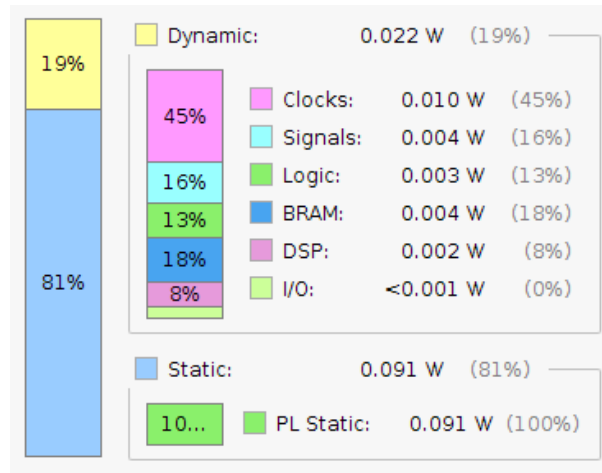 19%
81%
Dynamic: 0.022 W (19%)
45%
16%
13%
18%
8%
Clocks: 0.010 W (45%)
Signals: 0.004 W (16%)
Logic: 0.003 W (13%)
BRAM: 0.004 W (18%)
DSP: 0.002 W (8%)
I/O: <0.001 W (0%)
Static: 0.091 W (81%)
10...
PL Static: 0.091 W (100%)